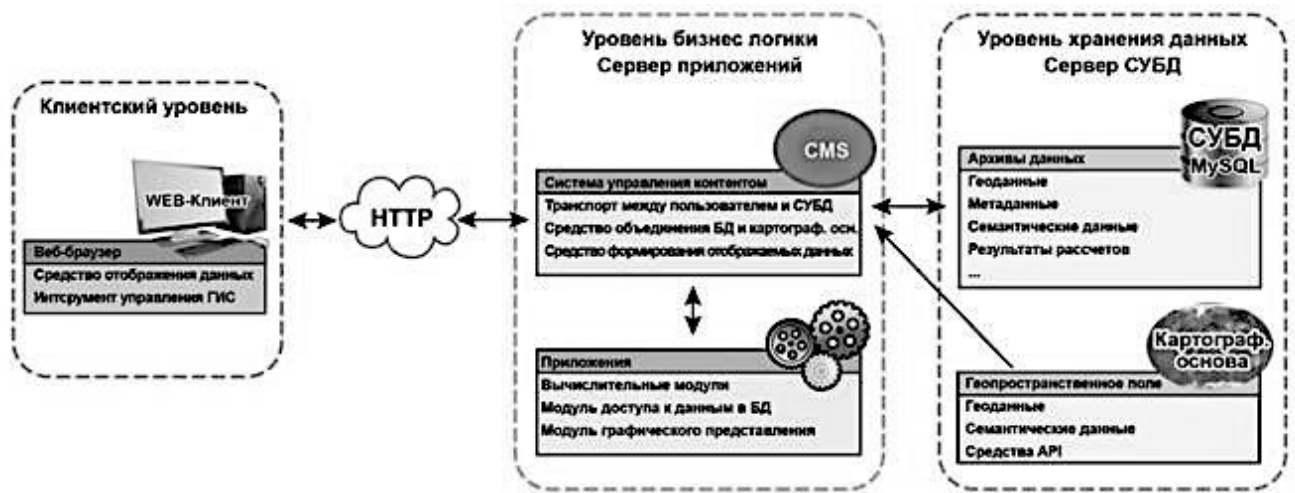 Клиентский уровень
WEB-Клиент
Веб-браузер
Средство отображения данных
Интсрумент управления ГИС
HTTP
Уровень бизнес логики
Сервер приложений
CMS
Система управления контентом
Транспорт между пользователем и СУБД
Средство объединения БД и картограф. осн.
Средство формирования отображаемых данных
Приложения
Вычислительные модули
Модуль доступа к данным в БД
Модуль графического представления
Уровень хранения данных
Сервер СУБД
СУБД
MySQL
Архивы данных
Геоданные
Метаданные
Семантические данные
Результаты рассчетов
...
Картограф.
основа
Геопространственное поле
Геоданные
Семантические данные
Средства API